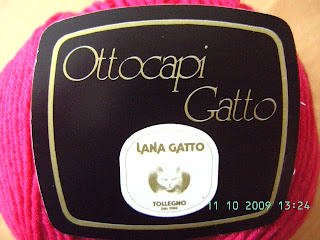 Ottocapi
Gatto
LANA GATTO
TOLLEGNO
11 10 2009 13:24